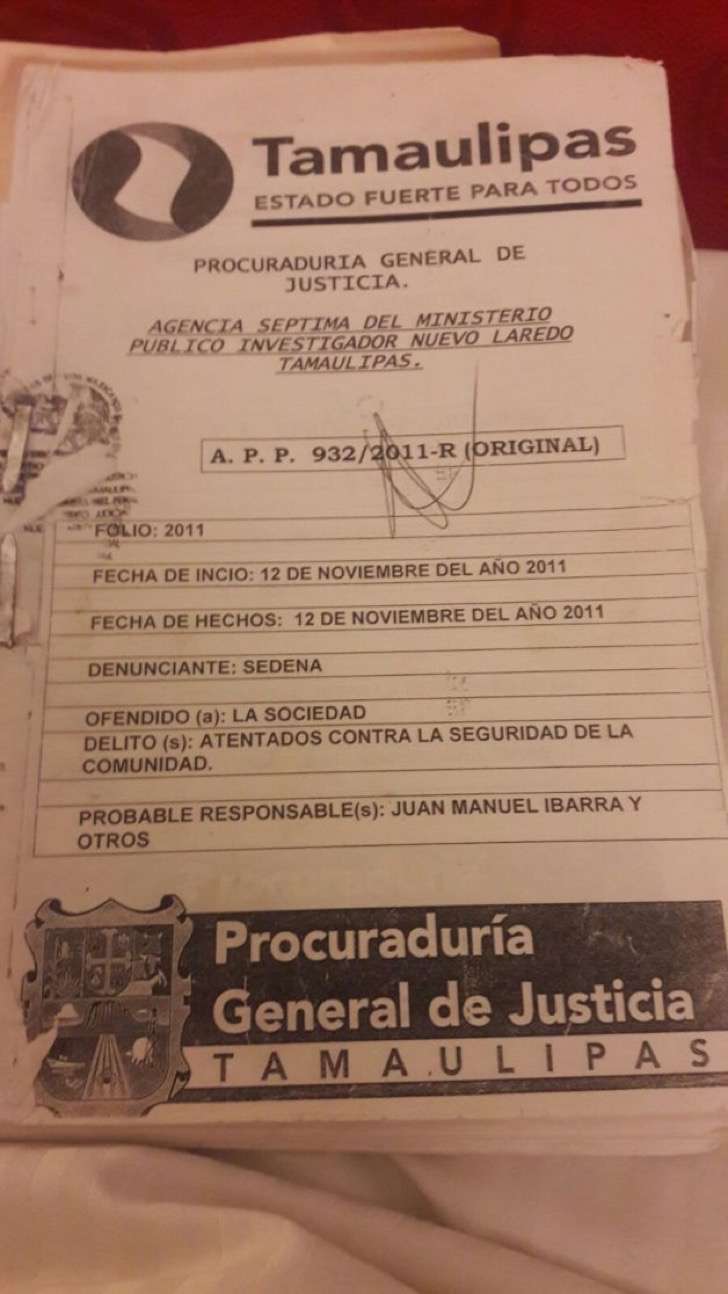 Tamaulipas
ESTADO FUERTE PARA TODOS
PROCURADURIA GENERAL DE
JUSTICIA.
AGENCIA SEPTIMA DEL MINISTERIO
PUBLICO INVESTIGADOR NUEVO LAREDO
TAMAULIPAS.
A. P. P. 932/2011-R (ORIGINAL)
FOLIO: 2011
FECHA DE INCIO: 12 DE NOVIEMBRE DEL AÑO 2011
FECHA DE HECHOS: 12 DE NOVIEMBRE DEL AÑO 2011
DENUNCIANTE: SEDENA
OFENDIDO (a): LA SOCIEDAD
DELITO (s): ATENTADOS CONTRA LA SEGURIDAD DE LA
COMUNIDAD.
PROBABLE RESPONSABLE(s): JUAN MANUEL IBARRA Y
OTROS
Procuraduría
General de Justicia
TAMAULIPAS